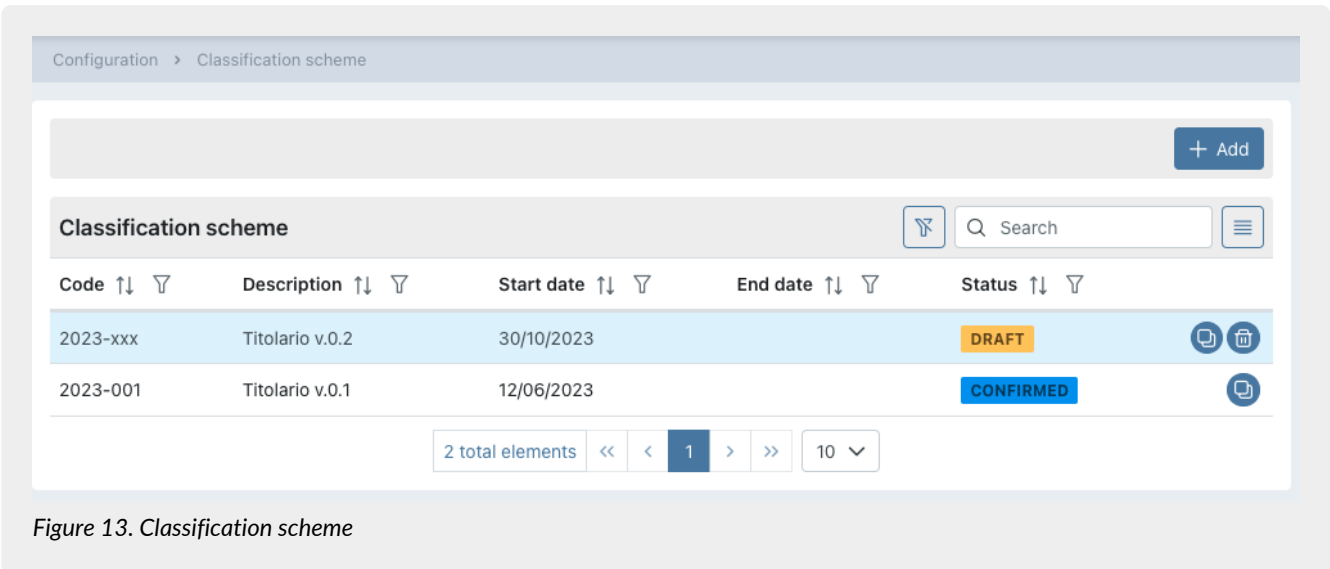 Configuration > Classification scheme
+ Add
Classification scheme Search
Code Description Start date End date Status
2023-xxx Titolario v.0.2 30/10/2023 DRAFT
2023-001 Titolario v.0.1 12/06/2023 CONFIRMED
2 total elements << < 1 > >> 10
Figure 13. Classification scheme